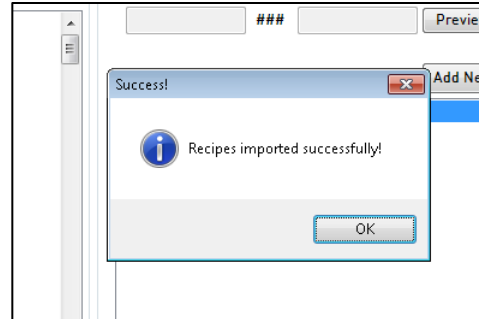 ###
Previe
Add Ne
Success!
Recipes imported successfully!
OK